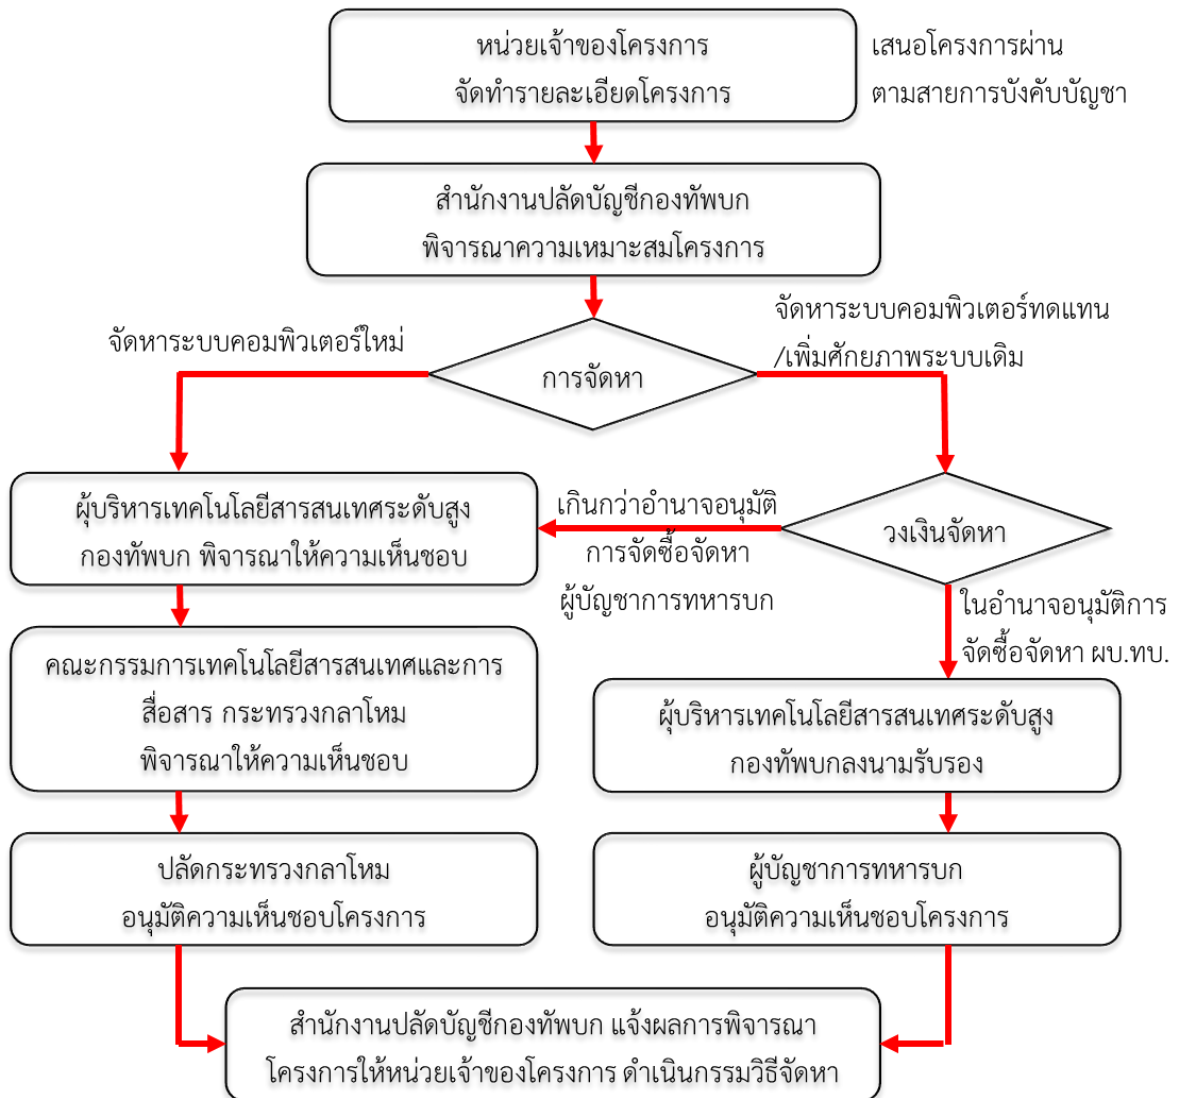 หน่วยเจ้าของโครงการ
จัดทำรายละเอียดโครงการ
เสนอโครงการผ่าน
ตามสายการบังคับบัญชา
สำนักงานปลัดบัญชีกองทัพบก
พิจารณาความเหมาะสมโครงการ
จัดหาระบบคอมพิวเตอร์ใหม่
จัดหาระบบคอมพิวเตอร์ทดแทน
/เพิ่มศักยภาพระบบเดิม
การจัดหา
ผู้บริหารเทคโนโลยีสารสนเทศระดับสูง
กองทัพบก พิจารณาให้ความเห็นชอบ
เกินกว่าอำนาจอนุมัติ
การจัดซื้อจัดหา
ผู้บัญชาการทหารบก
วงเงินจัดหา
ในอำนาจอนุมัติการ
จัดซื้อจัดหา ผบ.ทบ.
คณะกรรมการเทคโนโลยีสารสนเทศและการ
สื่อสาร กระทรวงกลาโหม
พิจารณาให้ความเห็นชอบ
ผู้บริหารเทคโนโลยีสารสนเทศระดับสูง
กองทัพบกลงนามรับรอง
ปลัดกระทรวงกลาโหม
อนุมัติความเห็นชอบโครงการ
ผู้บัญชาการทหารบก
อนุมัติความเห็นชอบโครงการ
สำนักงานปลัดบัญชีกองทัพบก แจ้งผลการพิจารณา
โครงการให้หน่วยเจ้าของโครงการ ดำเนินกรรมวิธีจัดหา